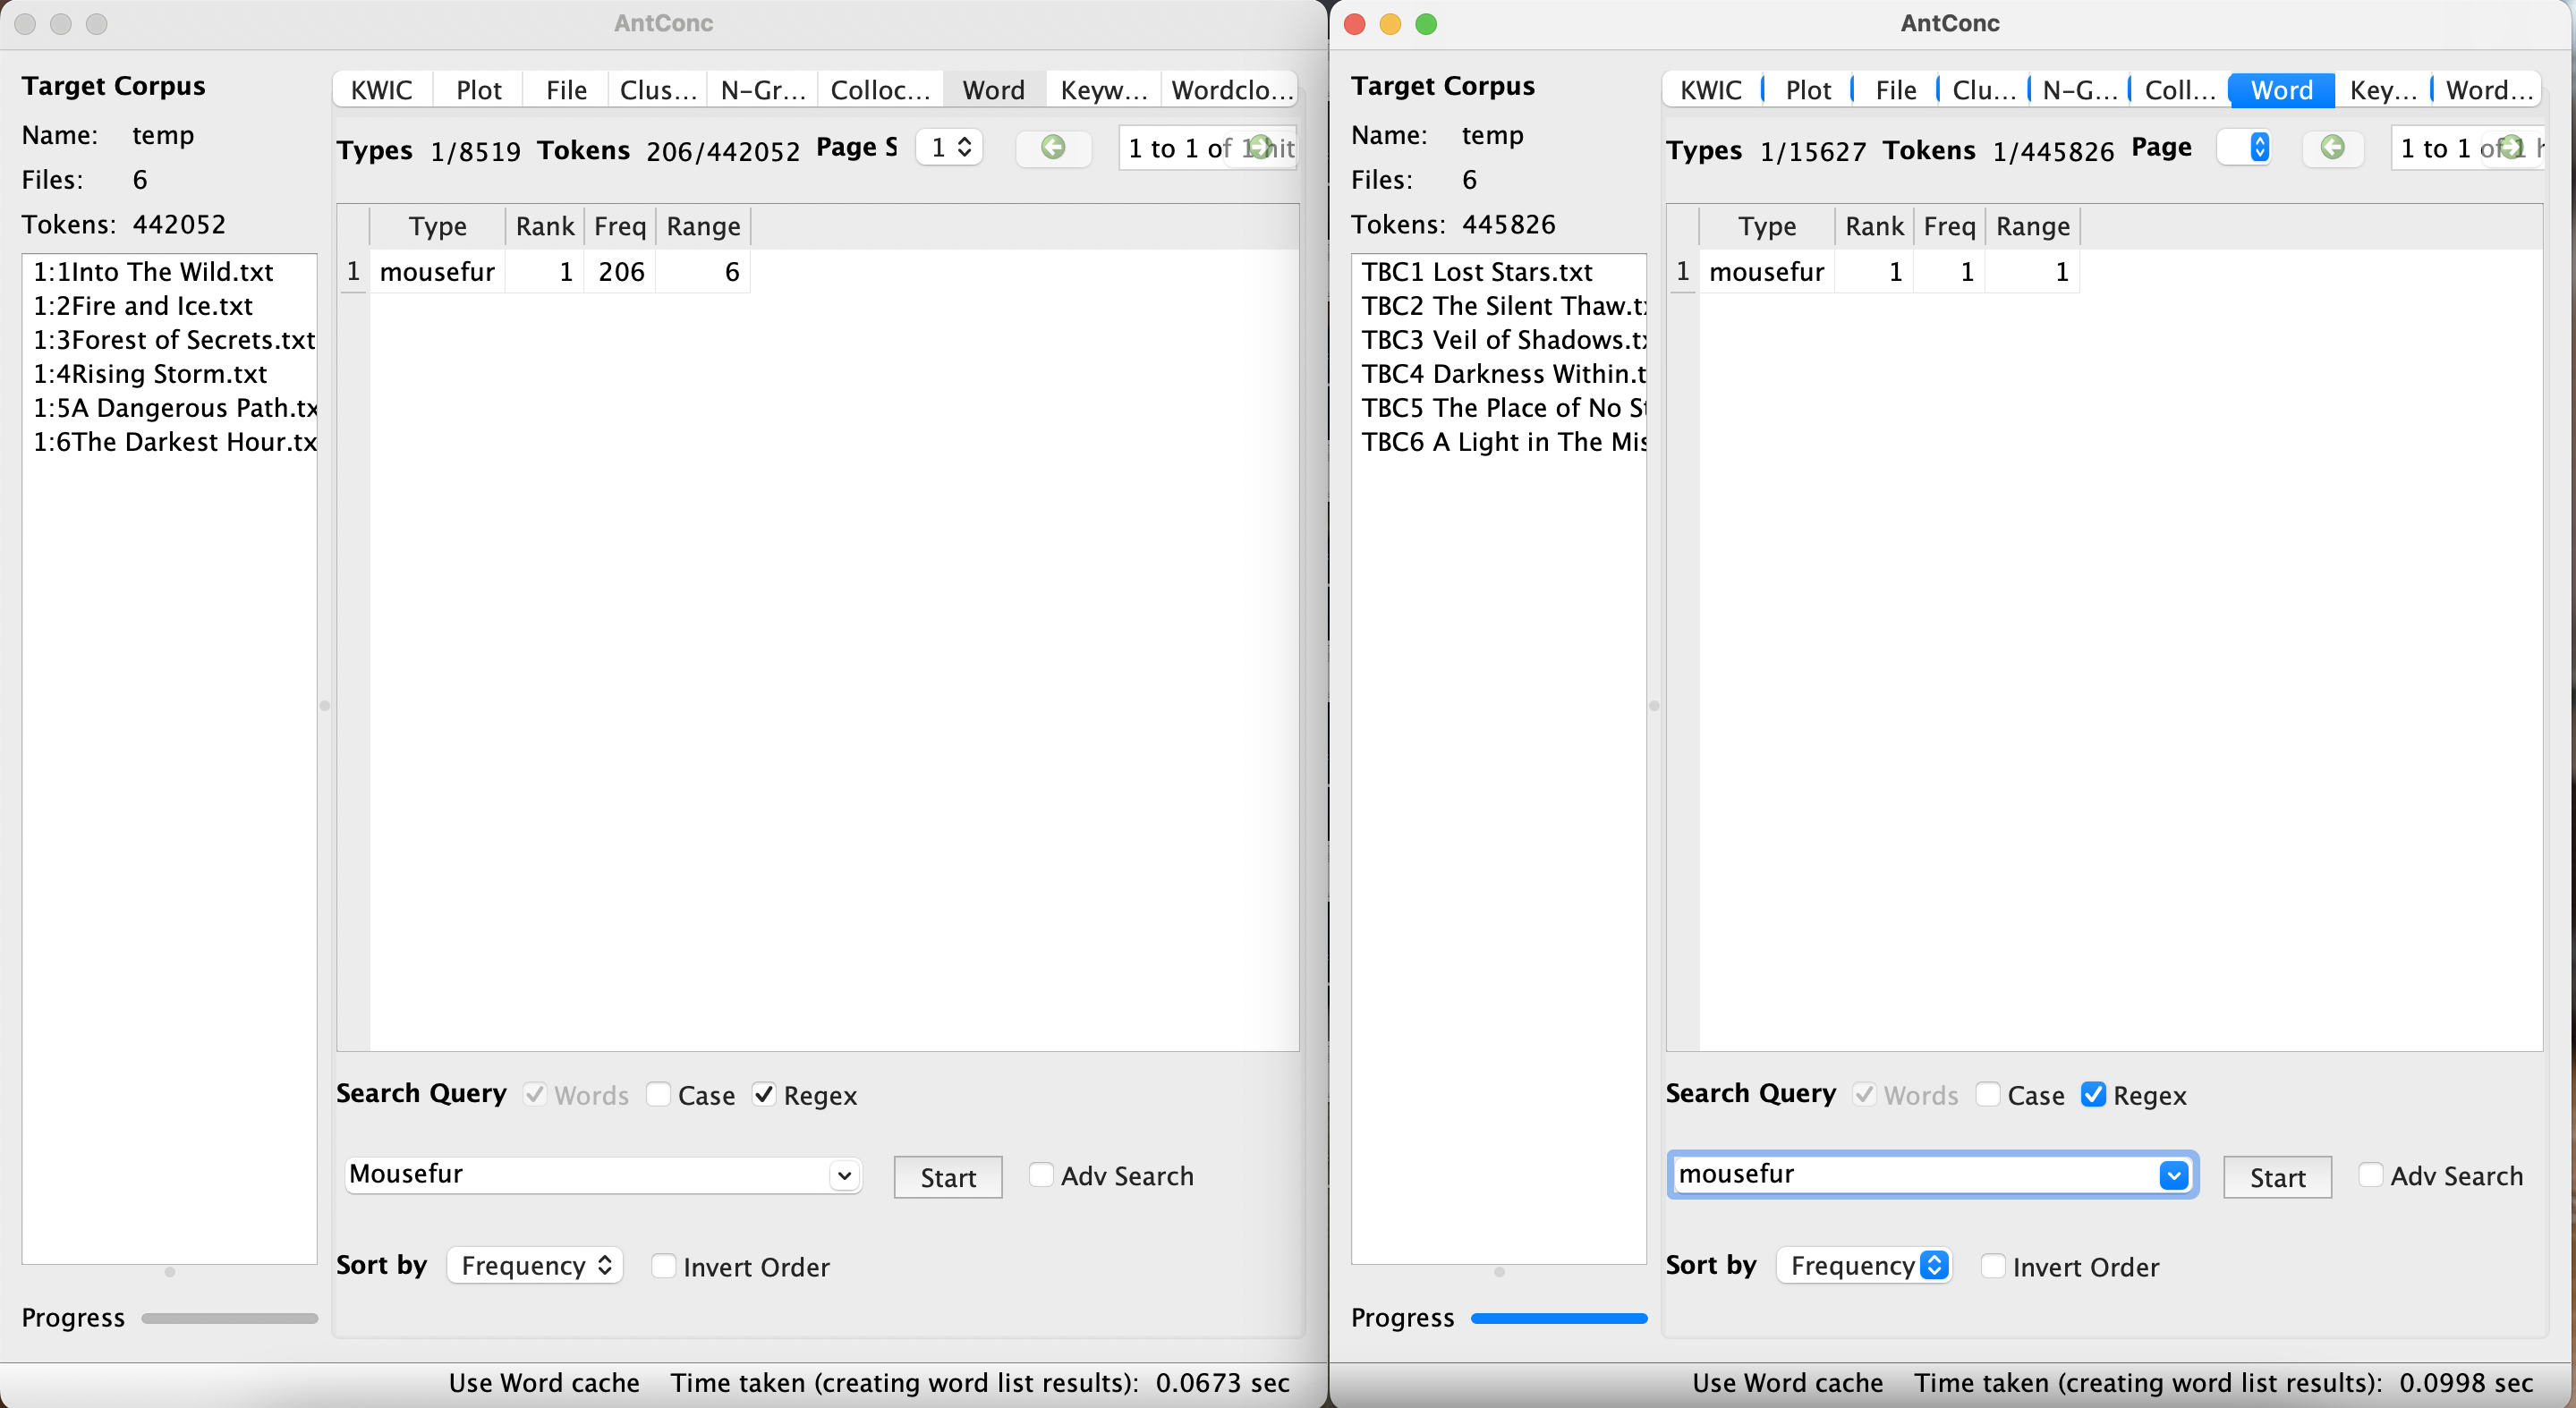 AntConc
Target Corpus
Name: temp
Files: 6
Tokens: 442052
1:1Into The Wild.txt
1:2Fire and Ice.txt
1:3Forest of Secrets.txt
1:4Rising Storm.txt
1:5A Dangerous Path.tx
1:6The Darkest Hour.tx
Progress
KWIC Plot File Clus... N-Gr... Colloc... Word Keyw... Wordclo...
Types 1/8519 Tokens 206/442052 Page S 1 1 to 1 of 1 hit
Type Rank Freq Range
1 mousefur 1 206 6
Search Query Words Case Regex
Mousefur Start Adv Search
Sort by Frequency Invert Order
Use Word cache Time taken (creating word list results): 0.0673 sec
AntConc
Target Corpus
Name: temp
Files: 6
Tokens: 445826
TBC1 Lost Stars.txt
TBC2 The Silent Thaw.t
TBC3 Veil of Shadows.t
TBC4 Darkness Within.t
TBC5 The Place of No St
TBC6 A Light in The Mis
Progress
KWIC Plot File Clu... N-G... Coll... Word Key... Word...
Types 1/15627 Tokens 1/445826 Page 1 to 1 of 1 h
Type Rank Freq Range
1 mousefur 1 1 1
Search Query Words Case Regex
mousefur Start Adv Search
Sort by Frequency Invert Order
Use Word cache Time taken (creating word list results): 0.0998 sec